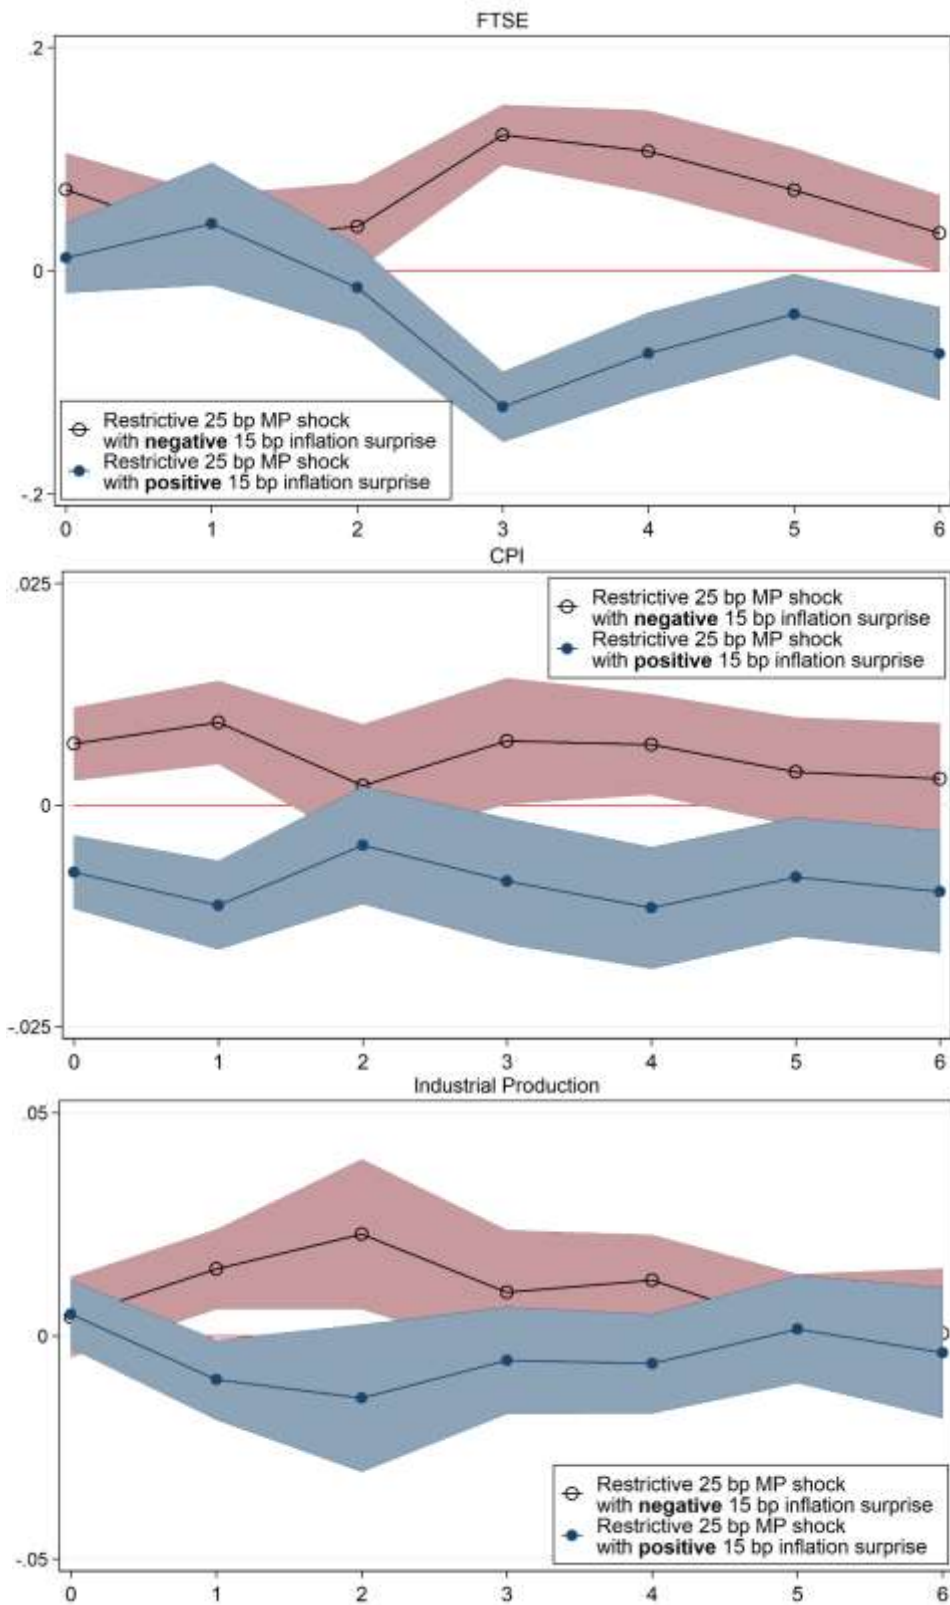 FTSE
.2
0
-.2
Restrictive 25 bp MP shock
with negative 15 bp inflation surprise
Restrictive 25 bp MP shock
with positive 15 bp inflation surprise
0 1 2 3 4 5 6
CPI
.025
0
-.025
Restrictive 25 bp MP shock
with negative 15 bp inflation surprise
Restrictive 25 bp MP shock
with positive 15 bp inflation surprise
0 1 2 3 4 5 6
Industrial Production
.05
0
-.05
Restrictive 25 bp MP shock
with negative 15 bp inflation surprise
Restrictive 25 bp MP shock
with positive 15 bp inflation surprise
0 1 2 3 4 5 6